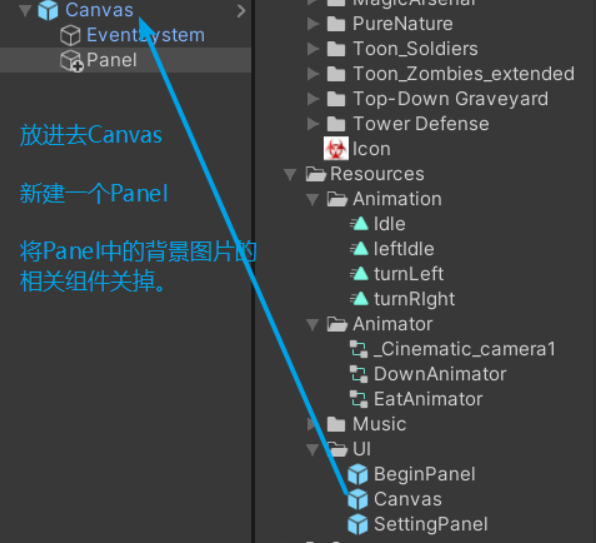 Canvas
EventSystem
Panel
放进去Canvas
新建一个Panel
将Panel中的背景图片的
相关组件关掉。
MagicArsenal
PureNature
Toon_Soldiers
Toon_Zombies_extended
Top-Down Graveyard
Tower Defense
Icon
Resources
Animation
Idle
leftIdle
turnLeft
turnRIght
Animator
_Cinematic_camera1
DownAnimator
EatAnimator
Music
UI
BeginPanel
Canvas
SettingPanel